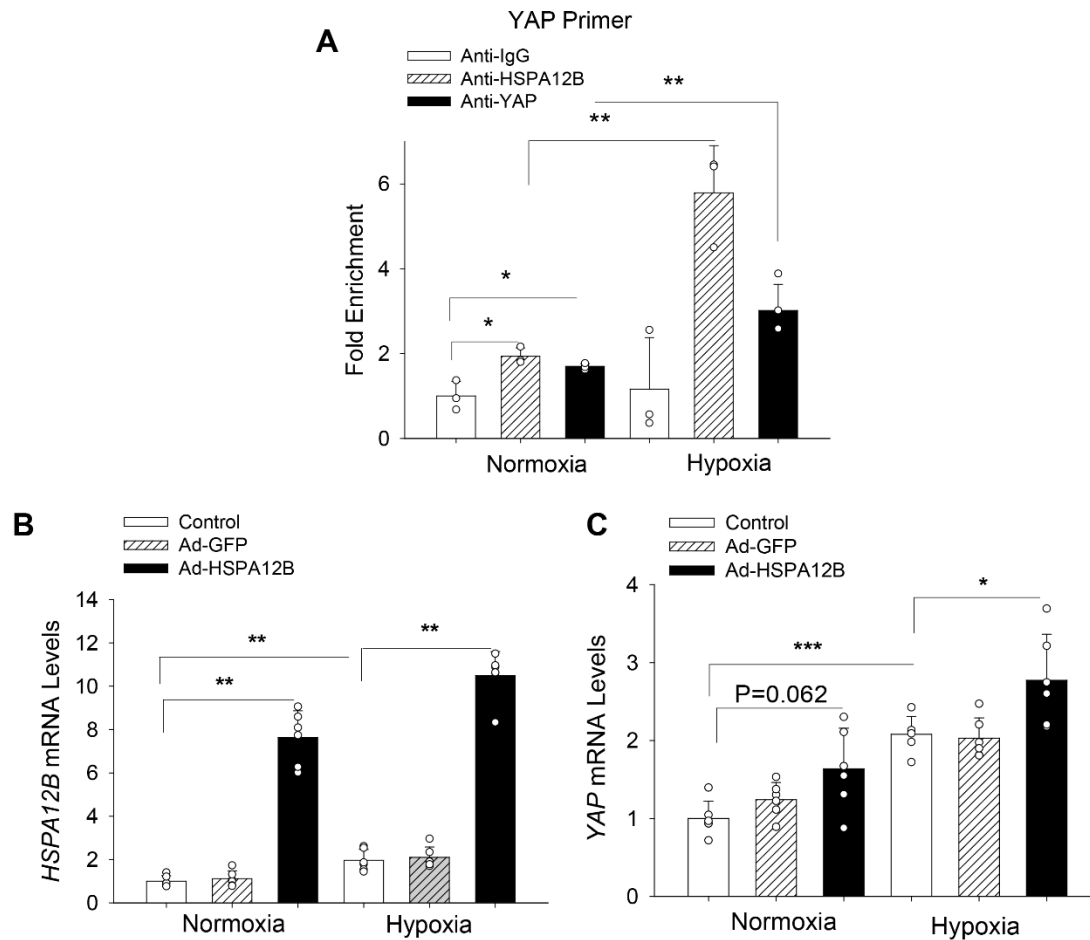 YAP Primer
A
Anti-IgG
Anti-HSPA12B
Anti-YAP
**
**
*
*
Fold Enrichment
6
4
2
0
Normoxia Hypoxia
B
Control
Ad-GFP
Ad-HSPA12B
HSPA12B mRNA Levels
14
12
10
8
6
4
2
0
**
**
**
Normoxia Hypoxia
C
Control
Ad-GFP
Ad-HSPA12B
YAP mRNA Levels
4
3
2
1
0
*
***
P=0.062
Normoxia Hypoxia